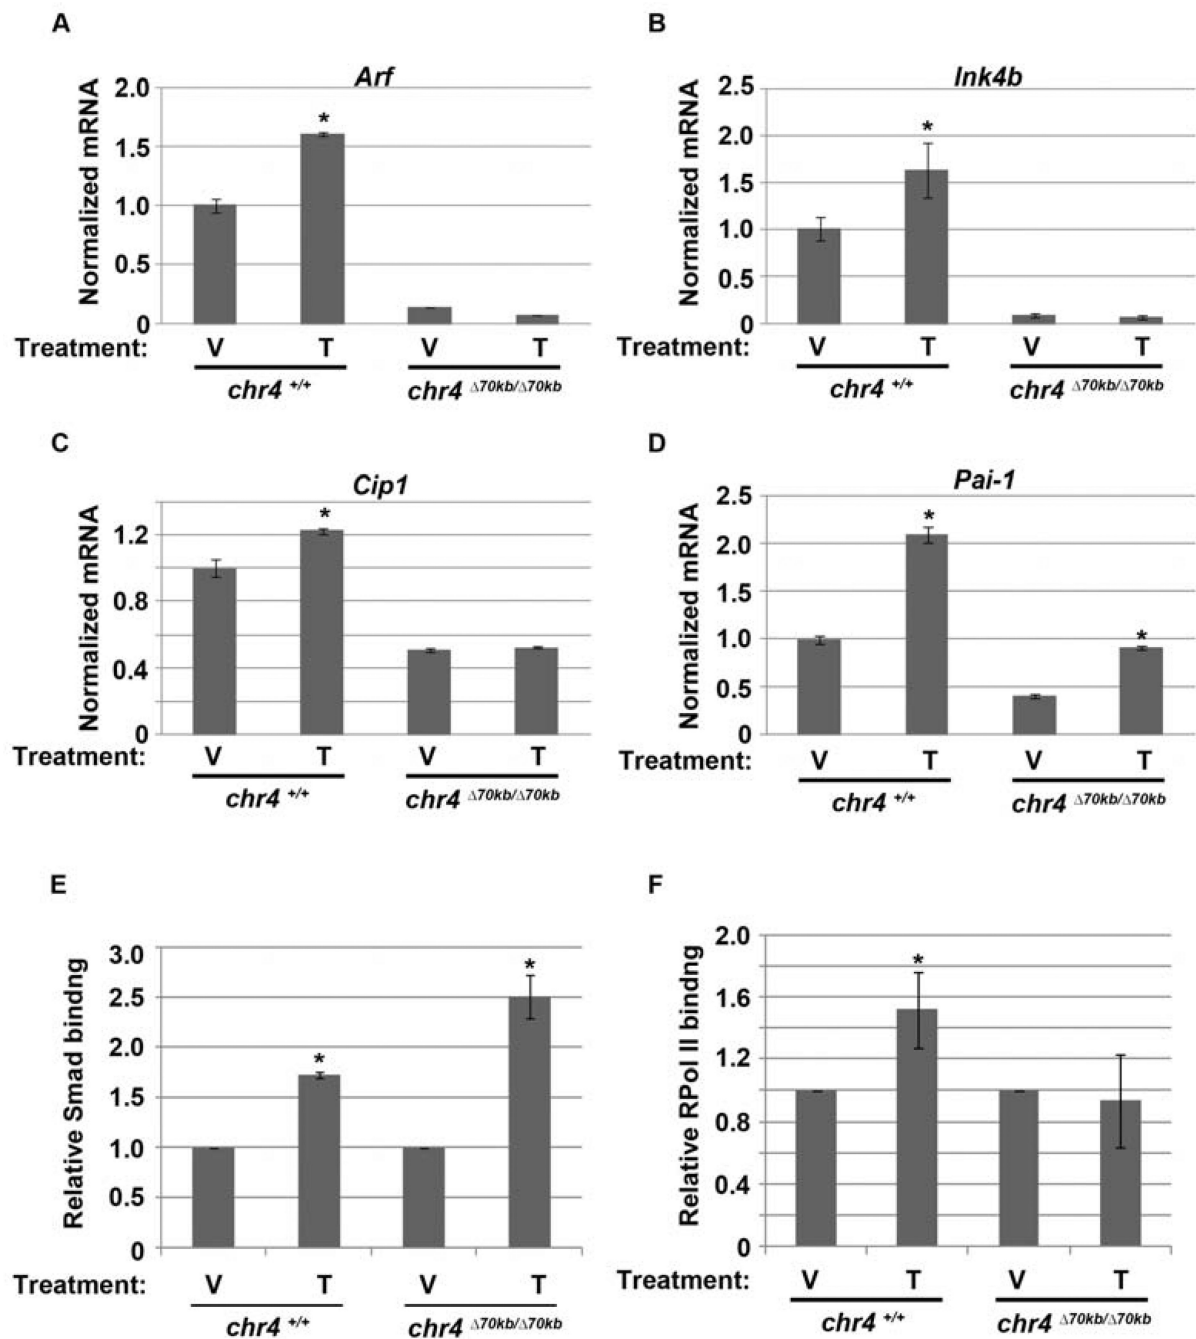 A
Arf
Normalized mRNA
2.0
1.5
1.0
0.5
0
*
Treatment: V T V T
chr4 +/+ chr4 Δ70kb/Δ70kb
B
Ink4b
Normalized mRNA
2.5
2.0
1.5
1.0
0.5
0
*
Treatment: V T V T
chr4 +/+ chr4 Δ70kb/Δ70kb
C
Cip1
Normalized mRNA
1.2
0.8
0.4
0
*
Treatment: V T V T
chr4 +/+ chr4 Δ70kb/Δ70kb
D
Pai-1
Normalized mRNA
2.5
2.0
1.5
1.0
0.5
0
* *
Treatment: V T V T
chr4 +/+ chr4 Δ70kb/Δ70kb
E
Relative Smad bindng
3.0
2.5
2.0
1.5
1.0
0.5
0
* *
Treatment: V T V T
chr4 +/+ chr4 Δ70kb/Δ70kb
F
Relative RPol II bindng
2.0
1.6
1.2
0.8
0.4
0
*
Treatment: V T V T
chr4 +/+ chr4 Δ70kb/Δ70kb